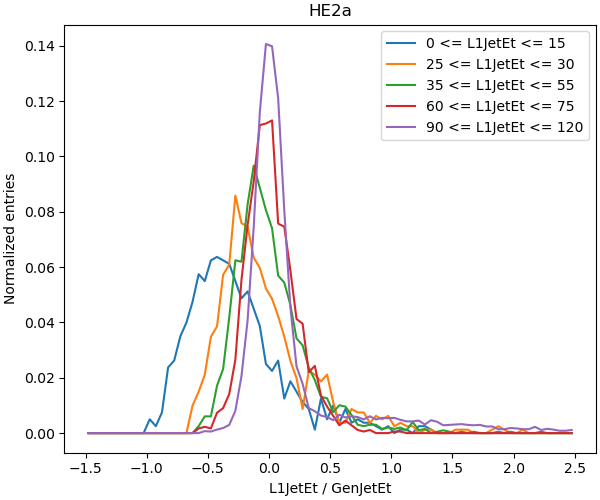 HE2a
0 <= L1JetEt <= 15
25 <= L1JetEt <= 30
35 <= L1JetEt <= 55
60 <= L1JetEt <= 75
90 <= L1JetEt <= 120
Normalized entries
0.14
0.12
0.10
0.08
0.06
0.04
0.02
0.00
−1.5 −1.0 −0.5 0.0 0.5 1.0 1.5 2.0 2.5
L1JetEt / GenJetEt